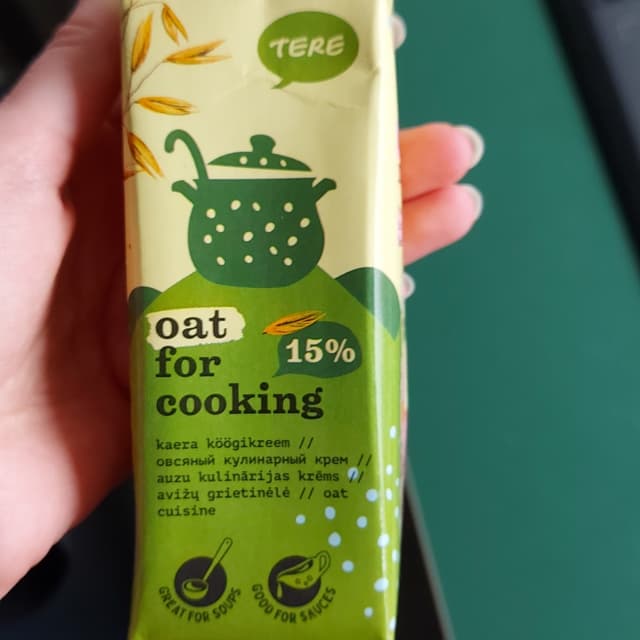 TERE
oat
for
cooking
15%
kaera köögikreem //
овсяный кулинарный крем //
auzu kulinārijas krēms //
avižų grietinėlė // oat
cuisine
GREAT FOR SOUPS
GOOD FOR SAUCES